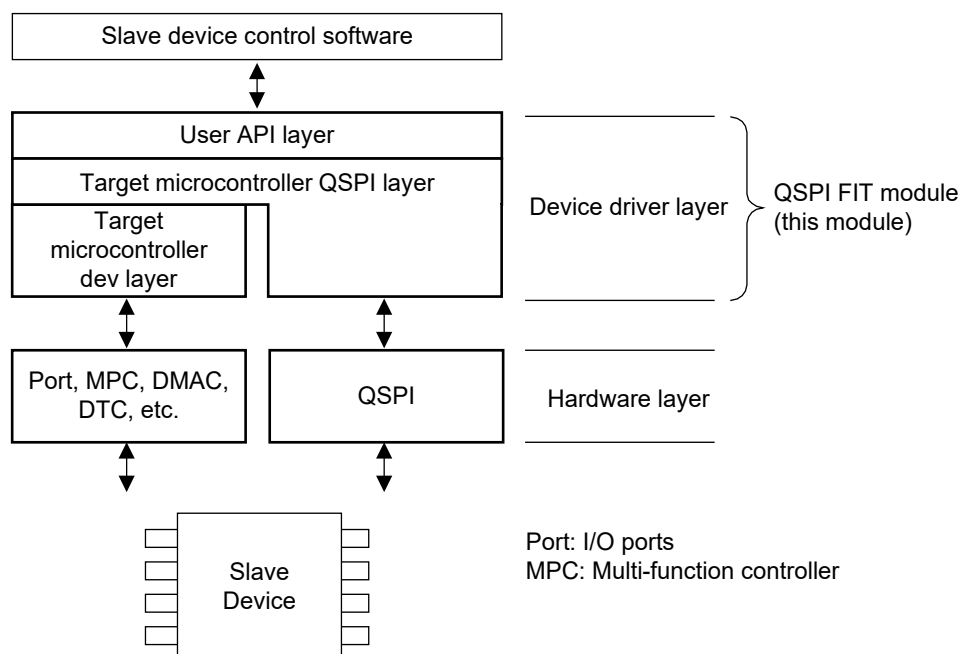 Slave device control software
User API layer
Target microcontroller QSPI layer
Target
microcontroller
dev layer
Device driver layer
QSPI FIT module
(this module)
Port, MPC, DMAC,
DTC, etc.
QSPI
Hardware layer
Slave
Device
Port: I/O ports
MPC: Multi-function controller